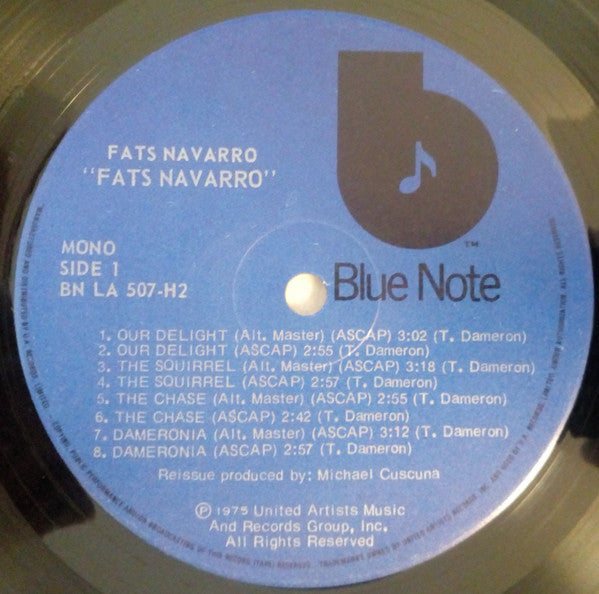 FATS NAVARRO
"FATS NAVARRO"
MONO
SIDE 1
BN LA 507-H2
b
TM
Blue Note
1. OUR DELIGHT (Alt. Master) (ASCAP) 3:02 (T. Dameron)
2. OUR DELIGHT (ASCAP) 2:55 (T. Dameron)
3. THE SQUIRREL (Alt. Master) (ASCAP) 3:18 (T. Dameron)
4. THE SQUIRREL (ASCAP) 2:57 (T. Dameron)
5. THE CHASE (Alt. Master) (ASCAP) 2:55 (T. Dameron)
6. THE CHASE (ASCAP) 2:42 (T. Dameron)
7. DAMERONIA (Alt. Master) (ASCAP) 3:12 (T. Dameron)
8. DAMERONIA (ASCAP) 2:57 (T. Dameron)
Reissue produced by: Michael Cuscuna
℗ 1975 United Artists Music
And Records Group, Inc.
All Rights Reserved